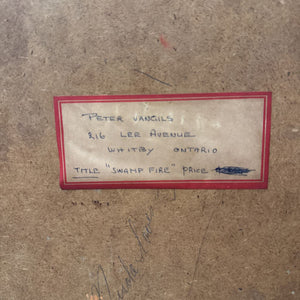 PETER VANGILS
216 LEE AVENUE
WHITBY ONTARIO
TITLE "SWAMP FIRE" PRICE